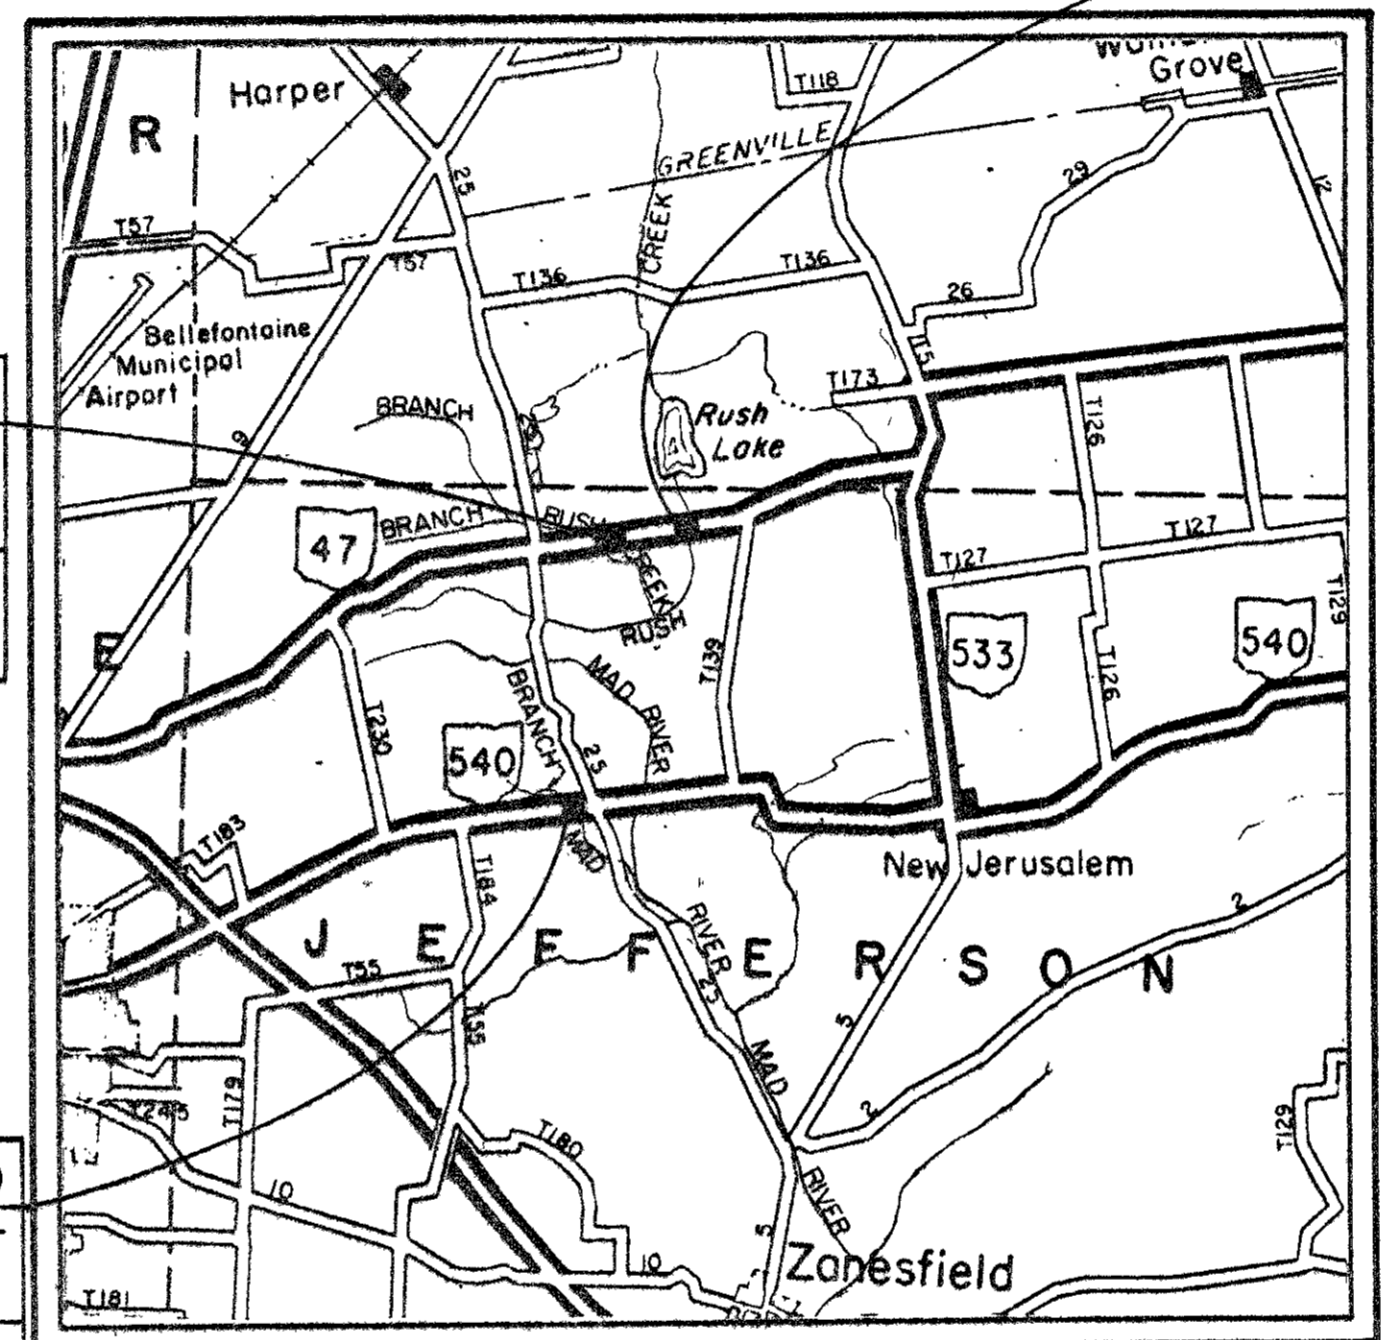 Harper
T118
Grove
R
GREENVILLE
25
29
12
CREEK
T57
T57
T136
T136
26
Bellefontaine
Municipal
Airport
T5
T173
BRANCH
Rush
Lake
T126
9
BRANCH
RUSH
47
T127
T127
CREEK
RUSH
T129
E
533
540
T139
MAD
RIVER
T126
BRANCH
T230
540
25
T183
MAD
New Jerusalem
T184
2
RIVER
J E F F E R S O N
T55
25
T55
5
MAD
T179
T245
2
T129
T180
10
RIVER
5
10
Zanesfield
T181